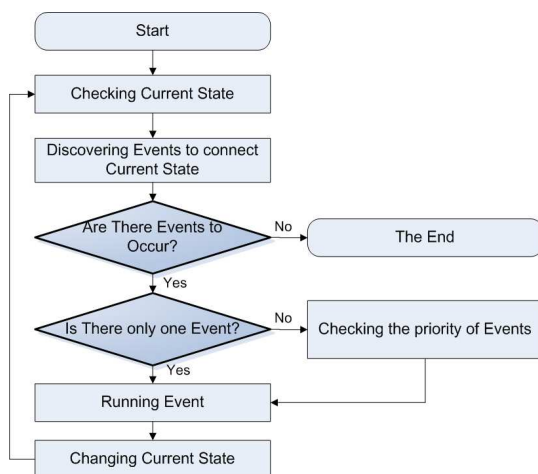 Start
Checking Current State
Discovering Events to connect
Current State
Are There Events to
Occur?
No
The End
Yes
Is There only one Event?
No
Checking the priority of Events
Yes
Running Event
Changing Current State